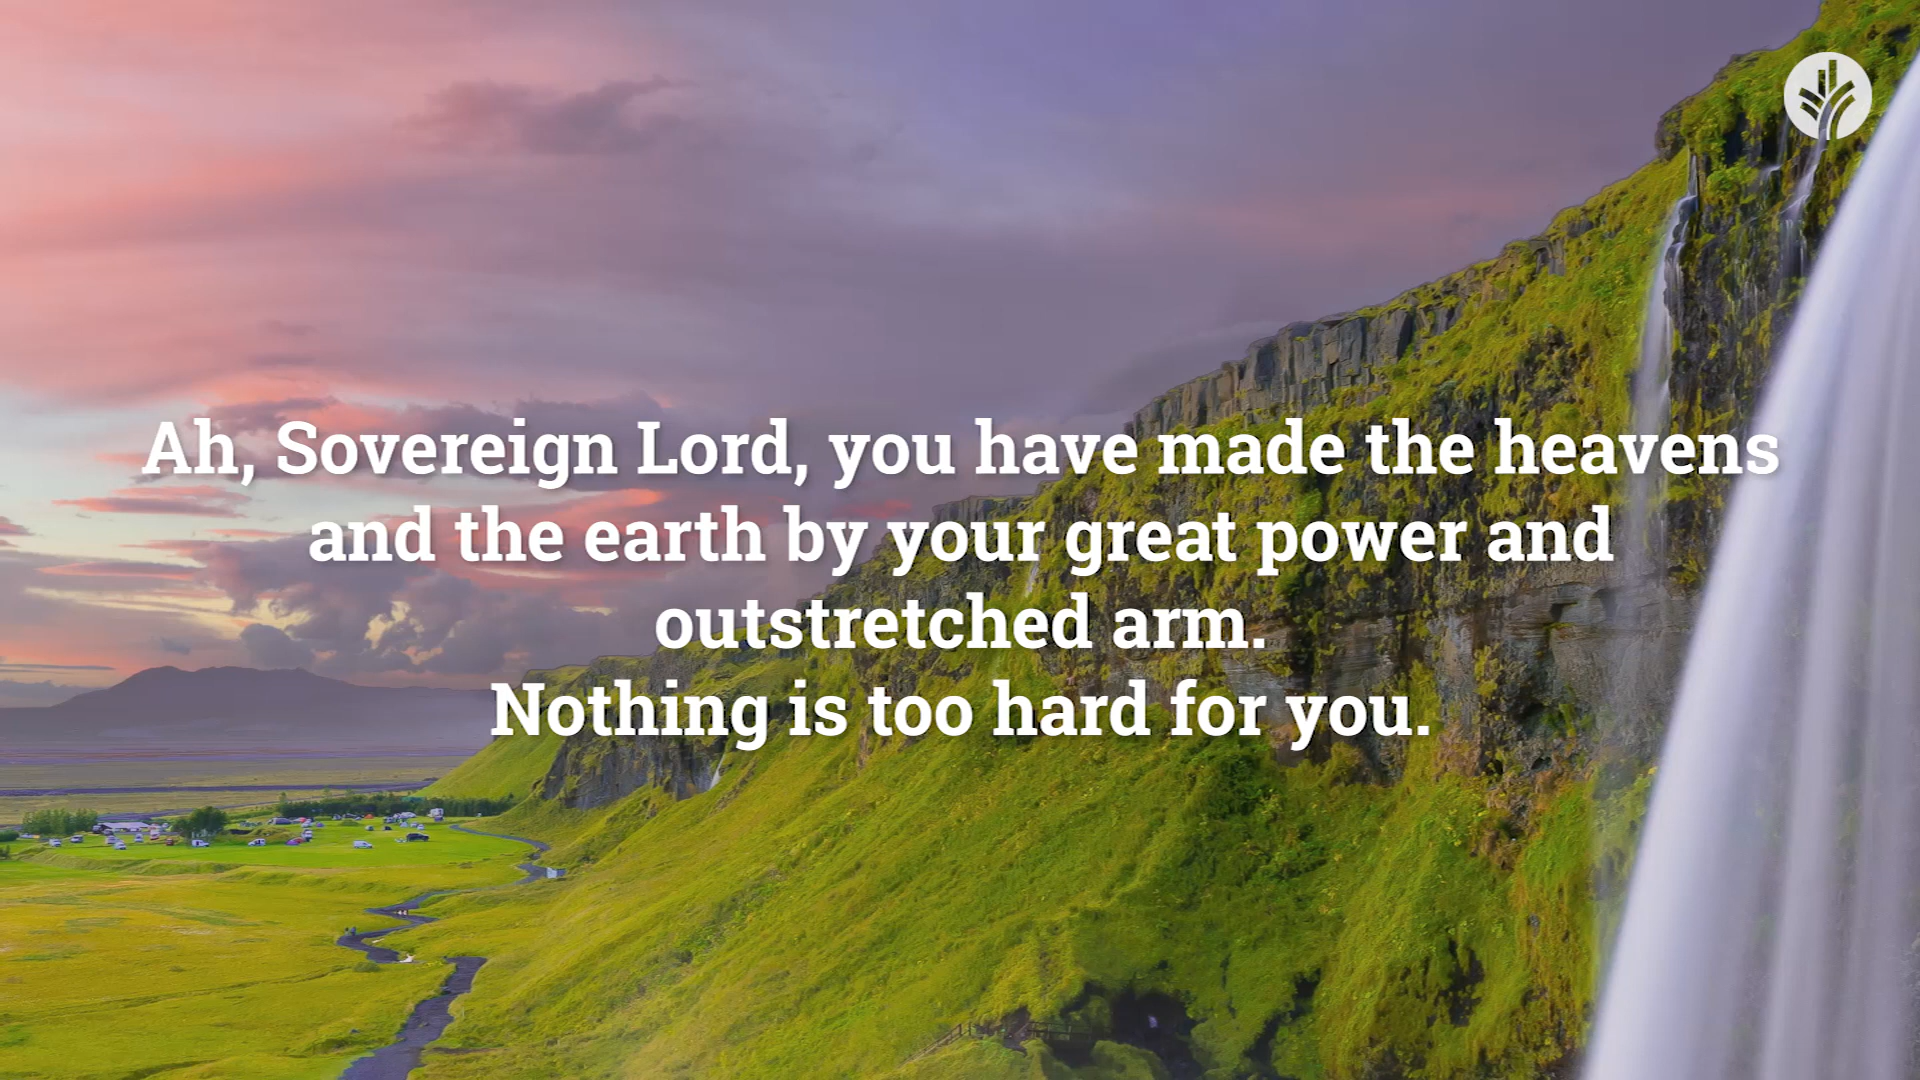 Ah, Sovereign Lord, you have made the heavens
and the earth by your great power and
outstretched arm.
Nothing is too hard for you.